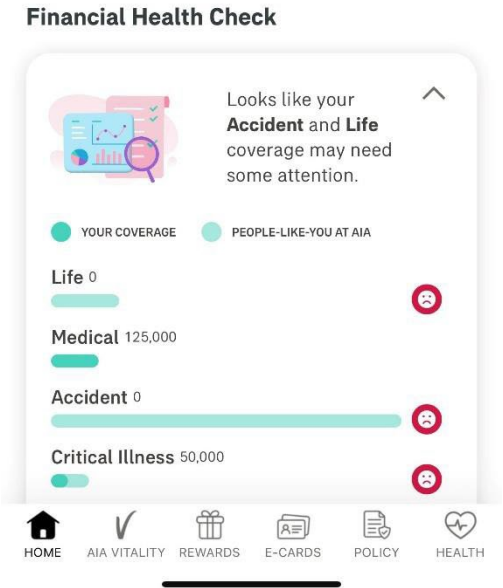 Financial Health Check
Looks like your
Accident and Life
coverage may need
some attention.
YOUR COVERAGE PEOPLE-LIKE-YOU AT AIA
Life 0
Medical 125,000
Accident 0
Critical Illness 50,000
HOME AIA VITALITY REWARDS E-CARDS POLICY HEALTH